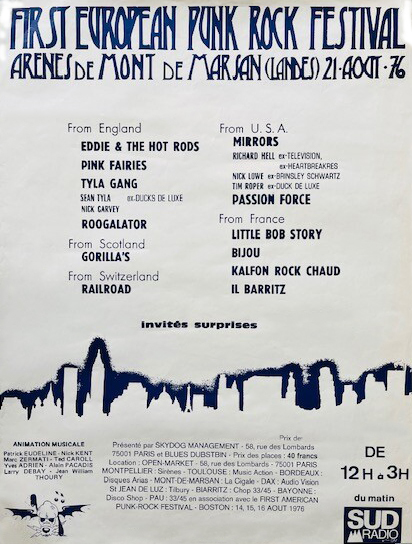 FIRST EUROPEAN PUNK ROCK FESTIVAL
ARENES DE MONT DE MARSAN (LANDES) 21·AOUT·76
From England
EDDIE & THE HOT RODS
PINK FAIRIES
TYLA GANG
SEAN TYLA ex-DUCKS DE LUXE
NICK GARVEY
ROOGALATOR
From Scotland
GORILLA'S
From Switzerland
RAILROAD
From U.S.A.
MIRRORS
RICHARD HELL ex-TELEVISION,
ex-HEARTBREAKRES
NICK LOWE ex-BRINSLEY SCHWARTZ
TIM ROPER ex-DUCK DE LUXE
PASSION FORCE
From France
LITTLE BOB STORY
BIJOU
KALFON ROCK CHAUD
IL BARRITZ
invités surprises
ANIMATION MUSICALE
Patrick EUDELINE - Nick KENT
Marc ZERMATI - Ted CAROLL
Yves ADRIEN - Alain PACADIS
Larry DEBAY - Jean William
THOURY
Prix de:
Présenté par SKYDOG MANAGEMENT - 58, rue des Lombards
75001 PARIS ET BLUES DUBSTBIN - Prix des places : 40 francs
Location : OPEN-MARKET - 58, rue des Lombards - 75001 PARIS
MONTPELLIER : Sirènes - TOULOUSE : Music Action - BORDEAUX :
Disques Arias - MONT-DE-MARSAN : La Cigale - DAX : Audio Vision
St JEAN DE LUZ : Tilbury - BIARRITZ : Chop 33/45 - BAYONNE :
Disco Shop - PAU : 33/45 en association avec le FIRST AMERICAN
PUNK-ROCK FESTIVAL - BOSTON : 14, 15, 16 AOUT 1976
DE
12H à 3H
du matin
SUD
RADIO